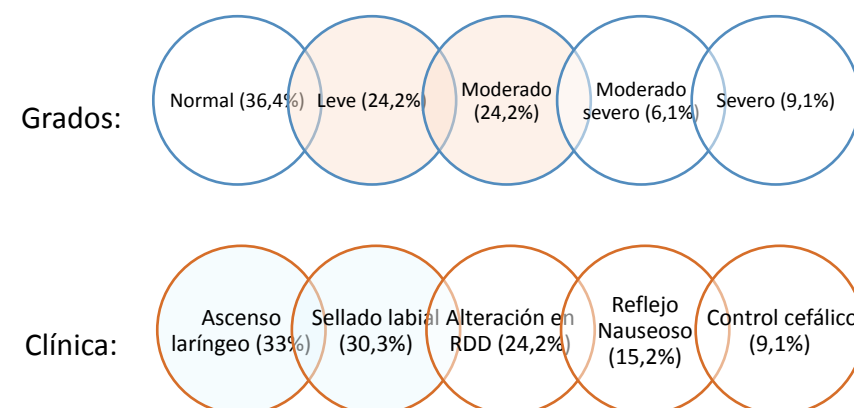 Grados:
Normal (36,4%)
Leve (24,2%)
Moderado
(24,2%)
Moderado
severo (6,1%)
Severo (9,1%)
Clínica:
Ascenso
laríngeo (33%)
Sellado labial
(30,3%)
Alteración en
RDD (24,2%)
Reflejo
Nauseoso
(15,2%)
Control cefálico
(9,1%)